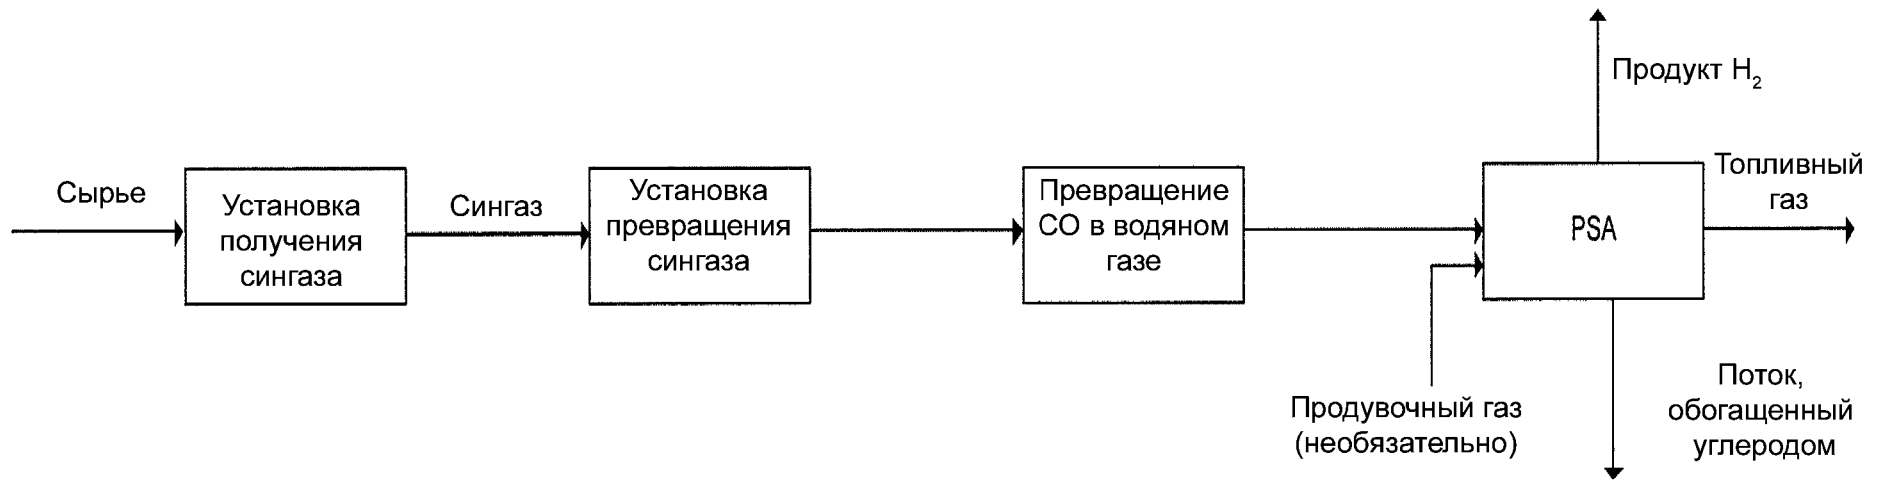 Сырье
Установка
получения
сингаза
Сингаз
Установка
превращения
сингаза
Превращение
СО в водяном
газе
PSA
Продукт H2
Топливный
газ
Продувочный газ
(необязательно)
Поток,
обогащенный
углеродом